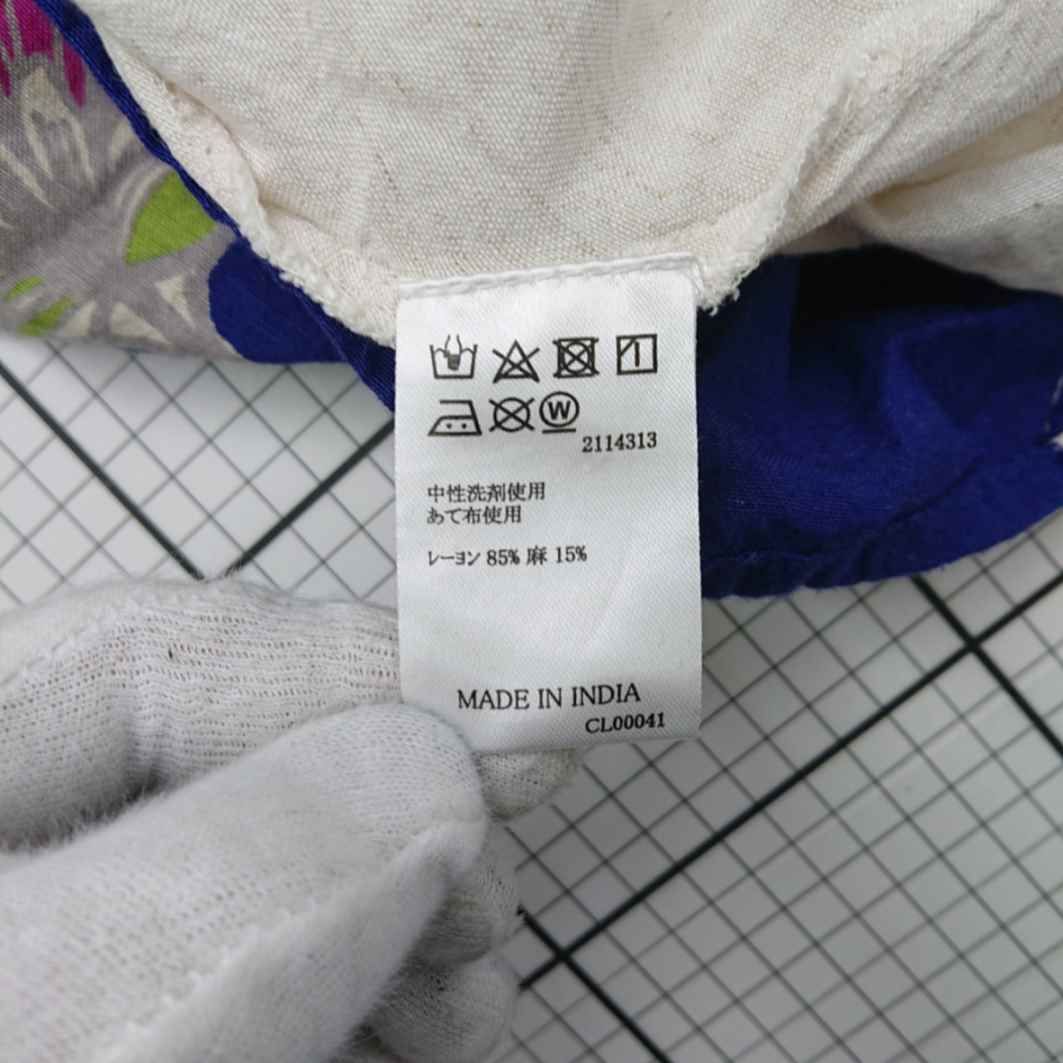 W
2114313
中性洗剤使用
あて布使用
レーヨン 85% 麻 15%
MADE IN INDIA
CL00041